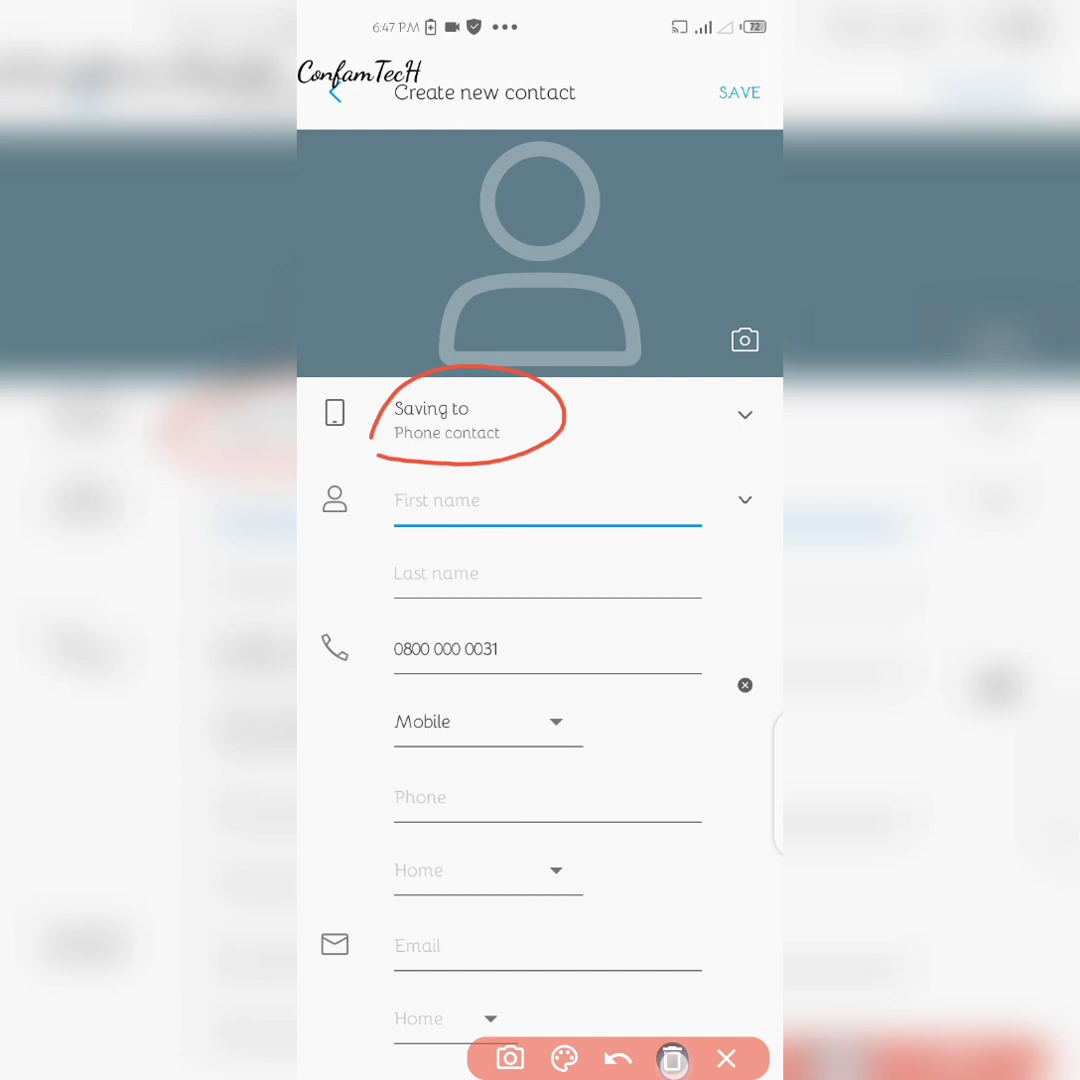 6:47 PM
72
ConfamTecH
Create new contact
SAVE
Saving to
Phone contact
First name
Last name
0800 000 0031
Mobile
Phone
Home
Email
Home